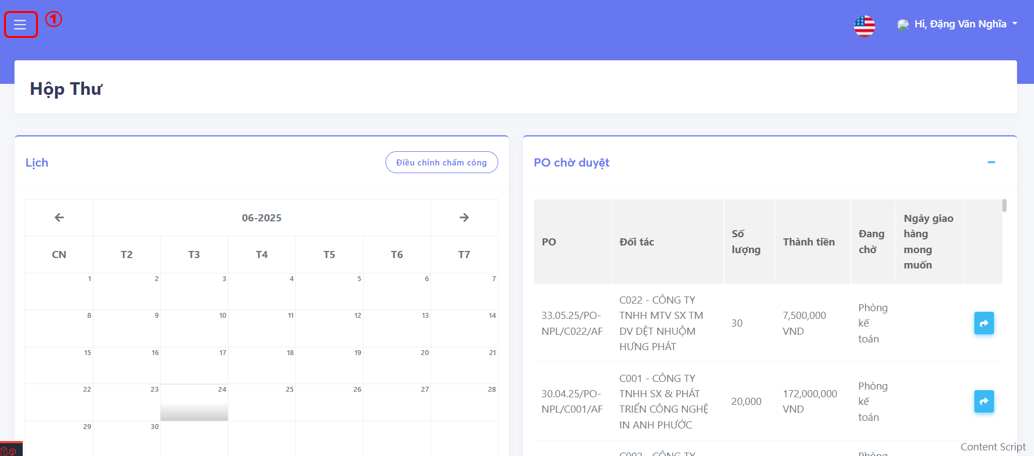 ①
Hi, Đặng Văn Nghĩa
Hộp Thư
Lịch
Điều chỉnh chấm công
06-2025
CN T2 T3 T4 T5 T6 T7
1 2 3 4 5 6 7
8 9 10 11 12 13 14
15 16 17 18 19 20 21
22 23 24 25 26 27 28
29 30
PO chờ duyệt
PO
Đối tác
Số
lượng
Thành tiền
Đang
chờ
Ngày giao
hàng
mong
muốn
33.05.25/PO-
NPL/C022/AF
C022 - CÔNG TY
TNHH MTV SX TM
DV DỆT NHUỘM
HƯNG PHÁT
30
7,500,000
VND
Phòng
kế
toán
30.04.25/PO-
NPL/C001/AF
C001 - CÔNG TY
TNHH SX & PHÁT
TRIỂN CÔNG NGHỆ
IN ANH PHƯỚC
20,000
172,000,000
VND
Phòng
kế
toán
Content Script